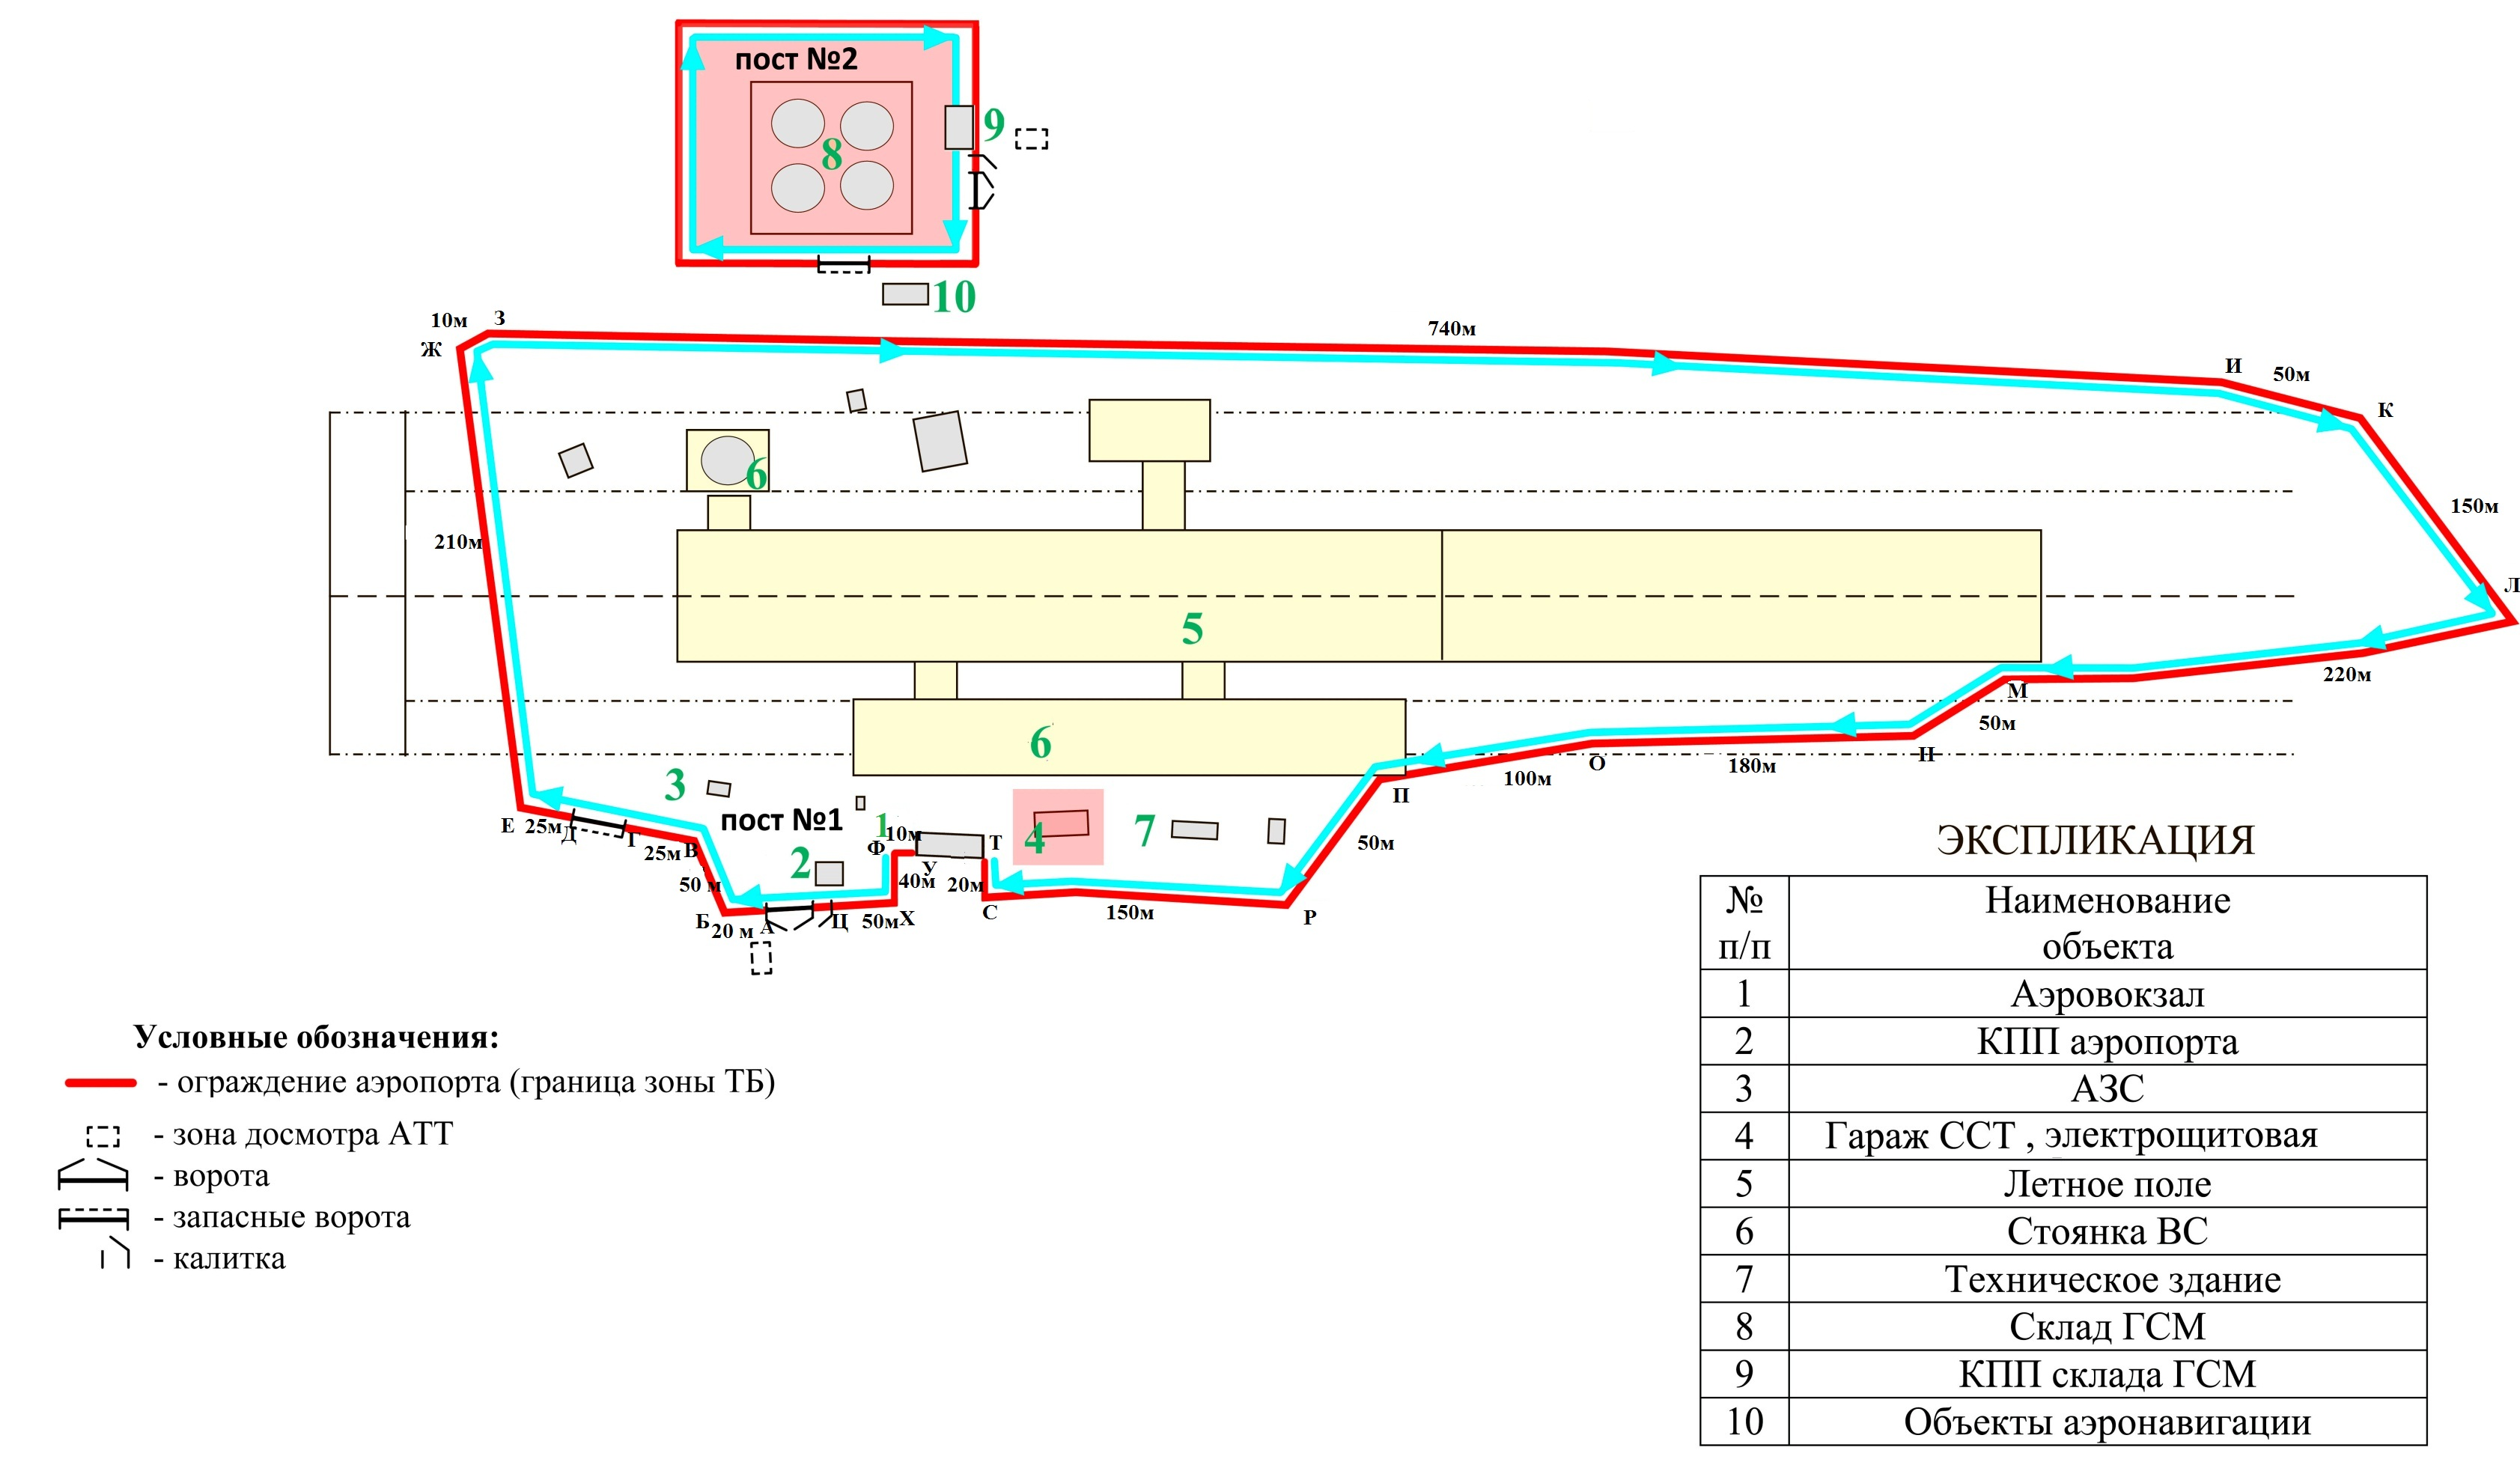 пост №2
8
9
10
10м
З
Ж
740м
И
50м
К
150м
Л
6
210м
5
220м
М
50м
Н
180м
О
100м
П
6
3
пост №1
Е
25м
Д
Г
25м
В
1
10м
Ф
У
Т
4
7
50м
2
50 м
40м
20м
Б
20 м
А
Ц
50м
Х
С
150м
Р
ЭКСПЛИКАЦИЯ
№ Наименование
п/п объекта
1 Аэровокзал
2 КПП аэропорта
3 АЗС
4 Гараж ССТ , электрощитовая
5 Летное поле
6 Стоянка ВС
7 Техническое здание
8 Склад ГСМ
9 КПП склада ГСМ
10 Объекты аэронавигации
Условные обозначения:
- ограждение аэропорта (граница зоны ТБ)
- зона досмотра АТТ
- ворота
- запасные ворота
- калитка